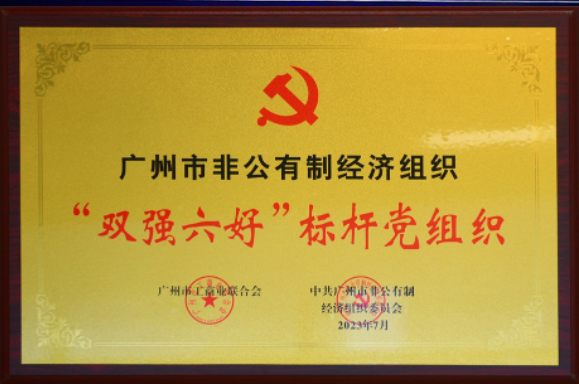 广州市非公有制经济组织
“双强六好”标杆党组织
广州市工商业联合会
中共广州市非公有制
经济组织委员会
2023年7月